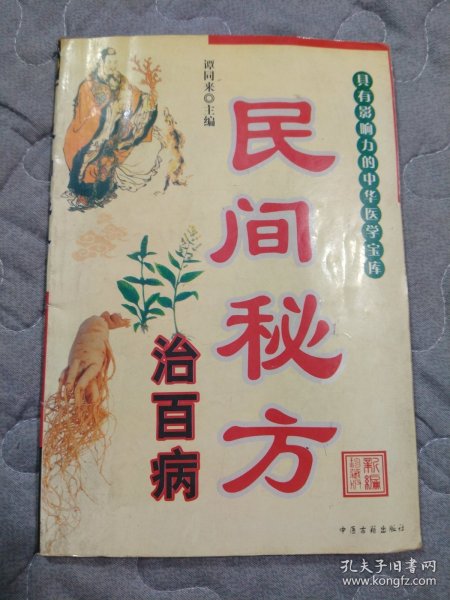 具有影响力的中华医学宝库
谭同来◎主编
民间秘方
治百病
新编
中医古籍出版社
孔夫子旧书网
www.kongfz.com